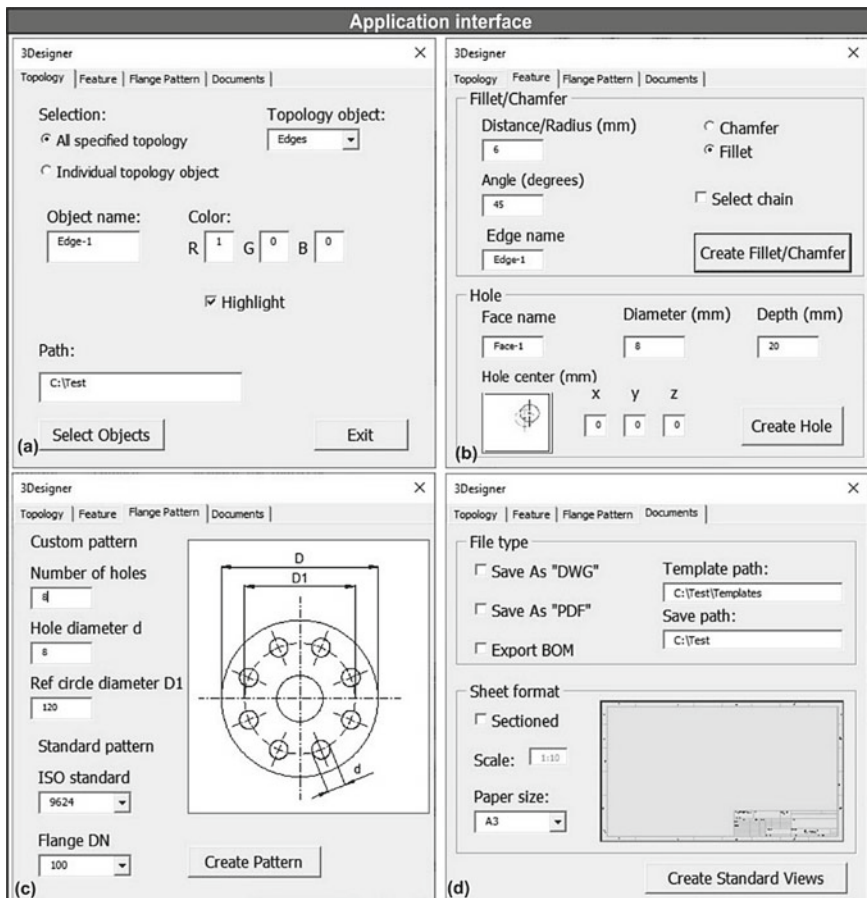 Application interface
3Designer ×
Topology Feature Flange Pattern Documents
Selection: Topology object:
All specified topology Edges
Individual topology object
Object name: Color:
Edge-1 R 1 G 0 B 0
Highlight
Path:
C:\Test
(a) Select Objects Exit
3Designer ×
Topology Feature Flange Pattern Documents
Fillet/Chamfer
Distance/Radius (mm) Chamfer
6 Fillet
Angle (degrees)
45 Select chain
Edge name
Edge-1 Create Fillet/Chamfer
Hole
Face name Diameter (mm) Depth (mm)
Face-1 8 20
Hole center (mm)
x y z
0 0 0 Create Hole
(b)
3Designer ×
Topology Feature Flange Pattern Documents
Custom pattern
Number of holes
8
Hole diameter d
8
Ref circle diameter D1
120
Standard pattern
ISO standard
9624
Flange DN
100 Create Pattern
D
D1
d
(c)
3Designer ×
Topology Feature Flange Pattern Documents
File type
Save As "DWG" Template path:
C:\Test\Templates
Save As "PDF" Save path:
C:\Test
Export BOM
Sheet format
Sectioned
Scale: 1:10
Paper size:
A3
(d) Create Standard Views